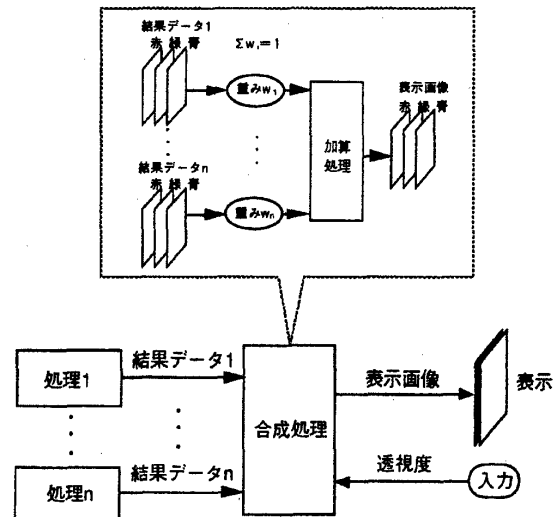 結果データ1
赤 緑 青
Σwᵢ=1
重みw₁
表示画像
赤 緑 青
加算
処理
結果データn
赤 緑 青
重みwₙ
処理1
結果データ1
合成処理
表示画像
表示
処理n
結果データn
透視度
入力